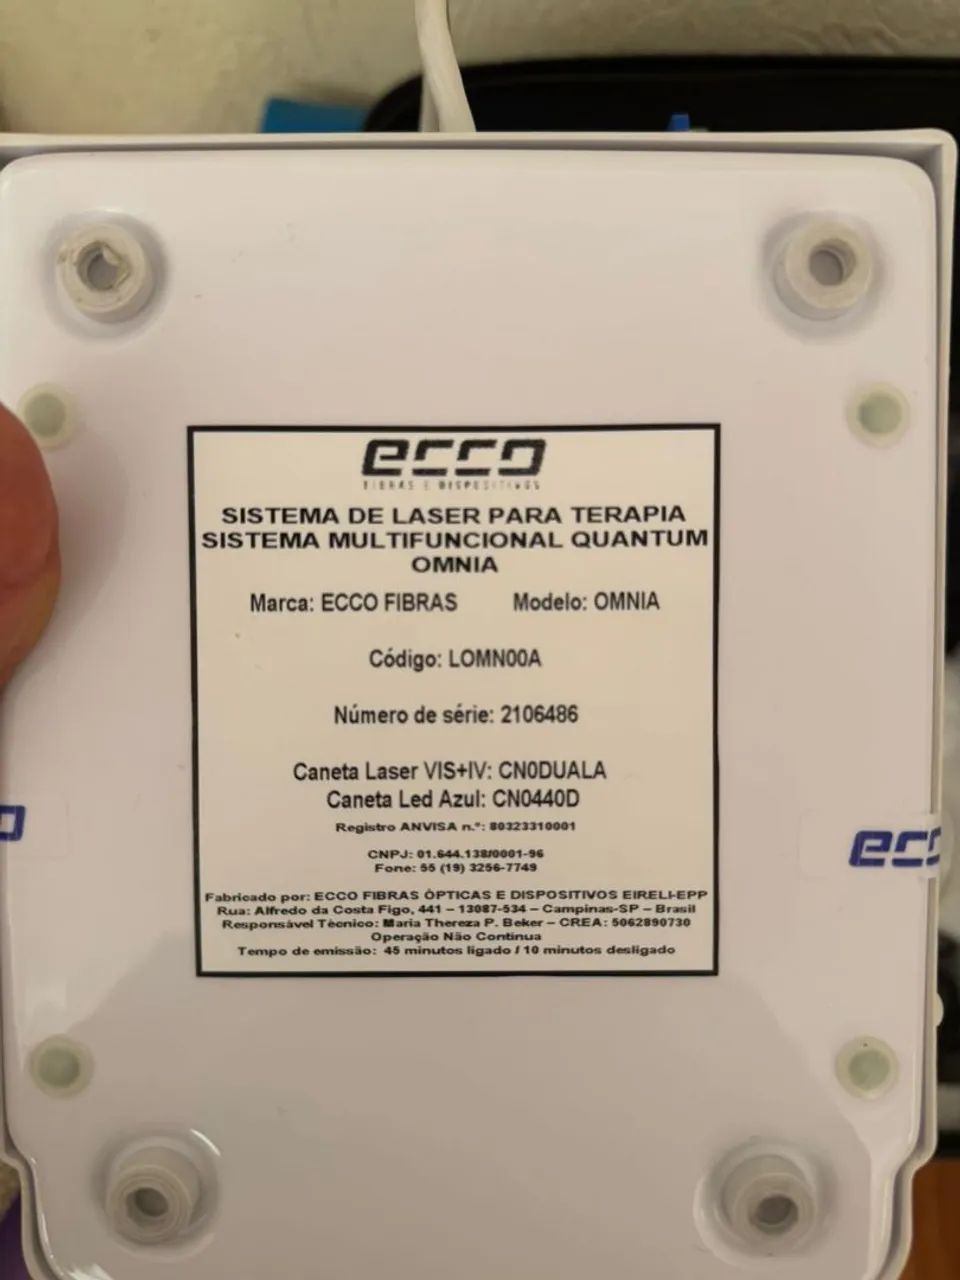 ecco
FIBRAS E DISPOSITIVOS
SISTEMA DE LASER PARA TERAPIA
SISTEMA MULTIFUNCIONAL QUANTUM
OMNIA
Marca: ECCO FIBRAS Modelo: OMNIA
Código: LOMN00A
Número de série: 2106486
Caneta Laser VIS+IV: CN0DUALA
Caneta Led Azul: CN0440D
Registro ANVISA n.º: 80323310001
CNPJ: 01.644.138/0001-96
Fone: 55 (19) 3256-7749
Fabricado por: ECCO FIBRAS ÓPTICAS E DISPOSITIVOS EIRELI-EPP
Rua: Alfredo da Costa Figo, 441 – 13087-534 – Campinas-SP – Brasil
Responsável Técnico: Maria Thereza P. Beker – CREA: 5062890730
Operação Não Contínua
Tempo de emissão: 45 minutos ligado / 10 minutos desligado
o
ecc